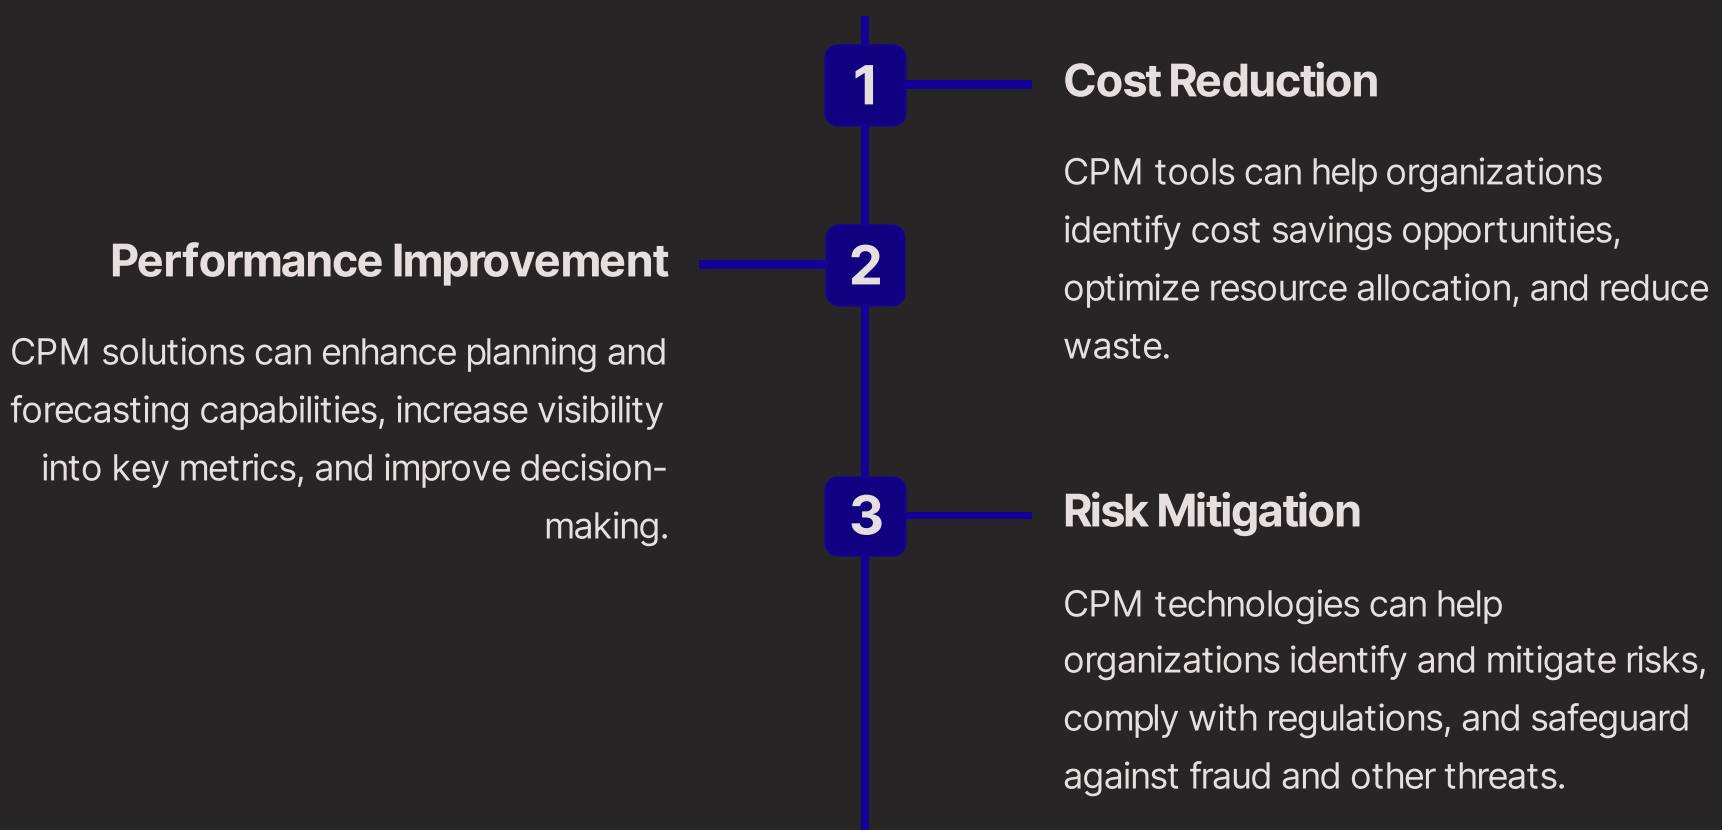 1
Cost Reduction
CPM tools can help organizations
identify cost savings opportunities,
optimize resource allocation, and reduce
waste.
2
Performance Improvement
CPM solutions can enhance planning and
forecasting capabilities, increase visibility
into key metrics, and improve decision-
making.
3
Risk Mitigation
CPM technologies can help
organizations identify and mitigate risks,
comply with regulations, and safeguard
against fraud and other threats.